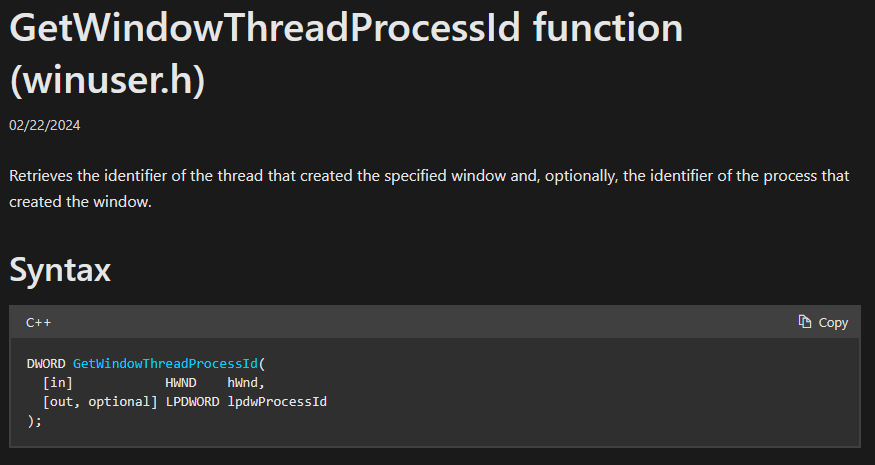 GetWindowThreadProcessId function
(winuser.h)
02/22/2024
Retrieves the identifier of the thread that created the specified window and, optionally, the identifier of the process that
created the window.
Syntax
C++
Copy
DWORD GetWindowThreadProcessId(
  [in]            HWND    hWnd,
  [out, optional] LPDWORD lpdwProcessId
);